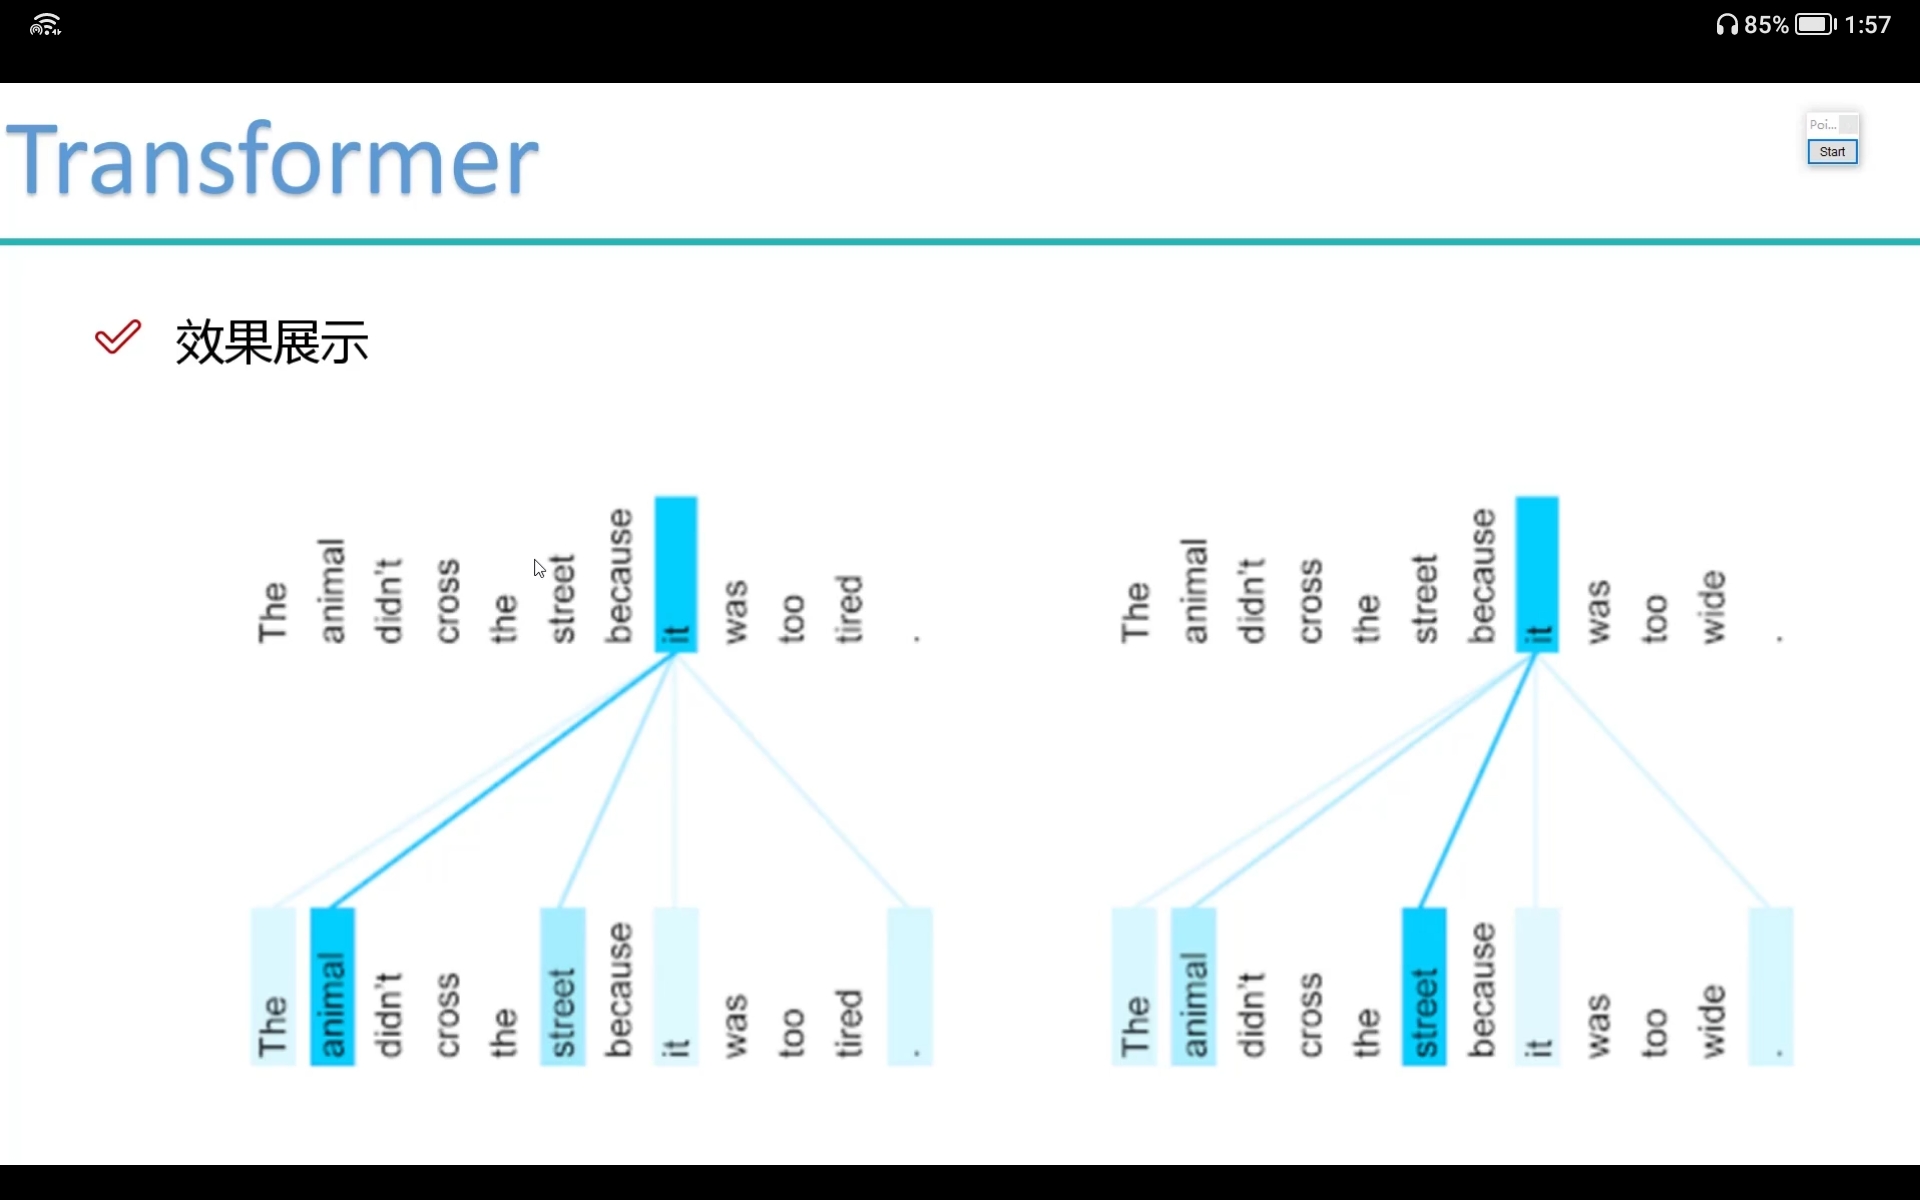 85% 1:57
Transformer
Poi...
Start
效果展示
The animal didn't cross the street because it was too tired .
The animal didn't cross the street because it was too wide .
The animal didn't cross the street because it was too tired .
The animal didn't cross the street because it was too wide .